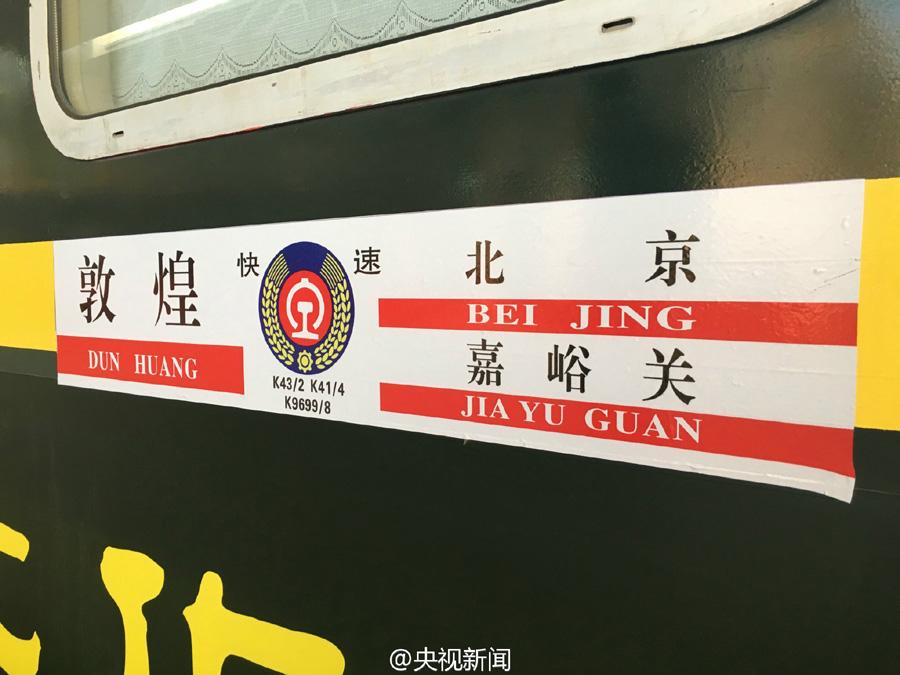 敦煌
DUN HUANG
快速
K43/2 K41/4
K9699/8
北京
BEI JING
嘉峪关
JIA YU GUAN
@央视新闻